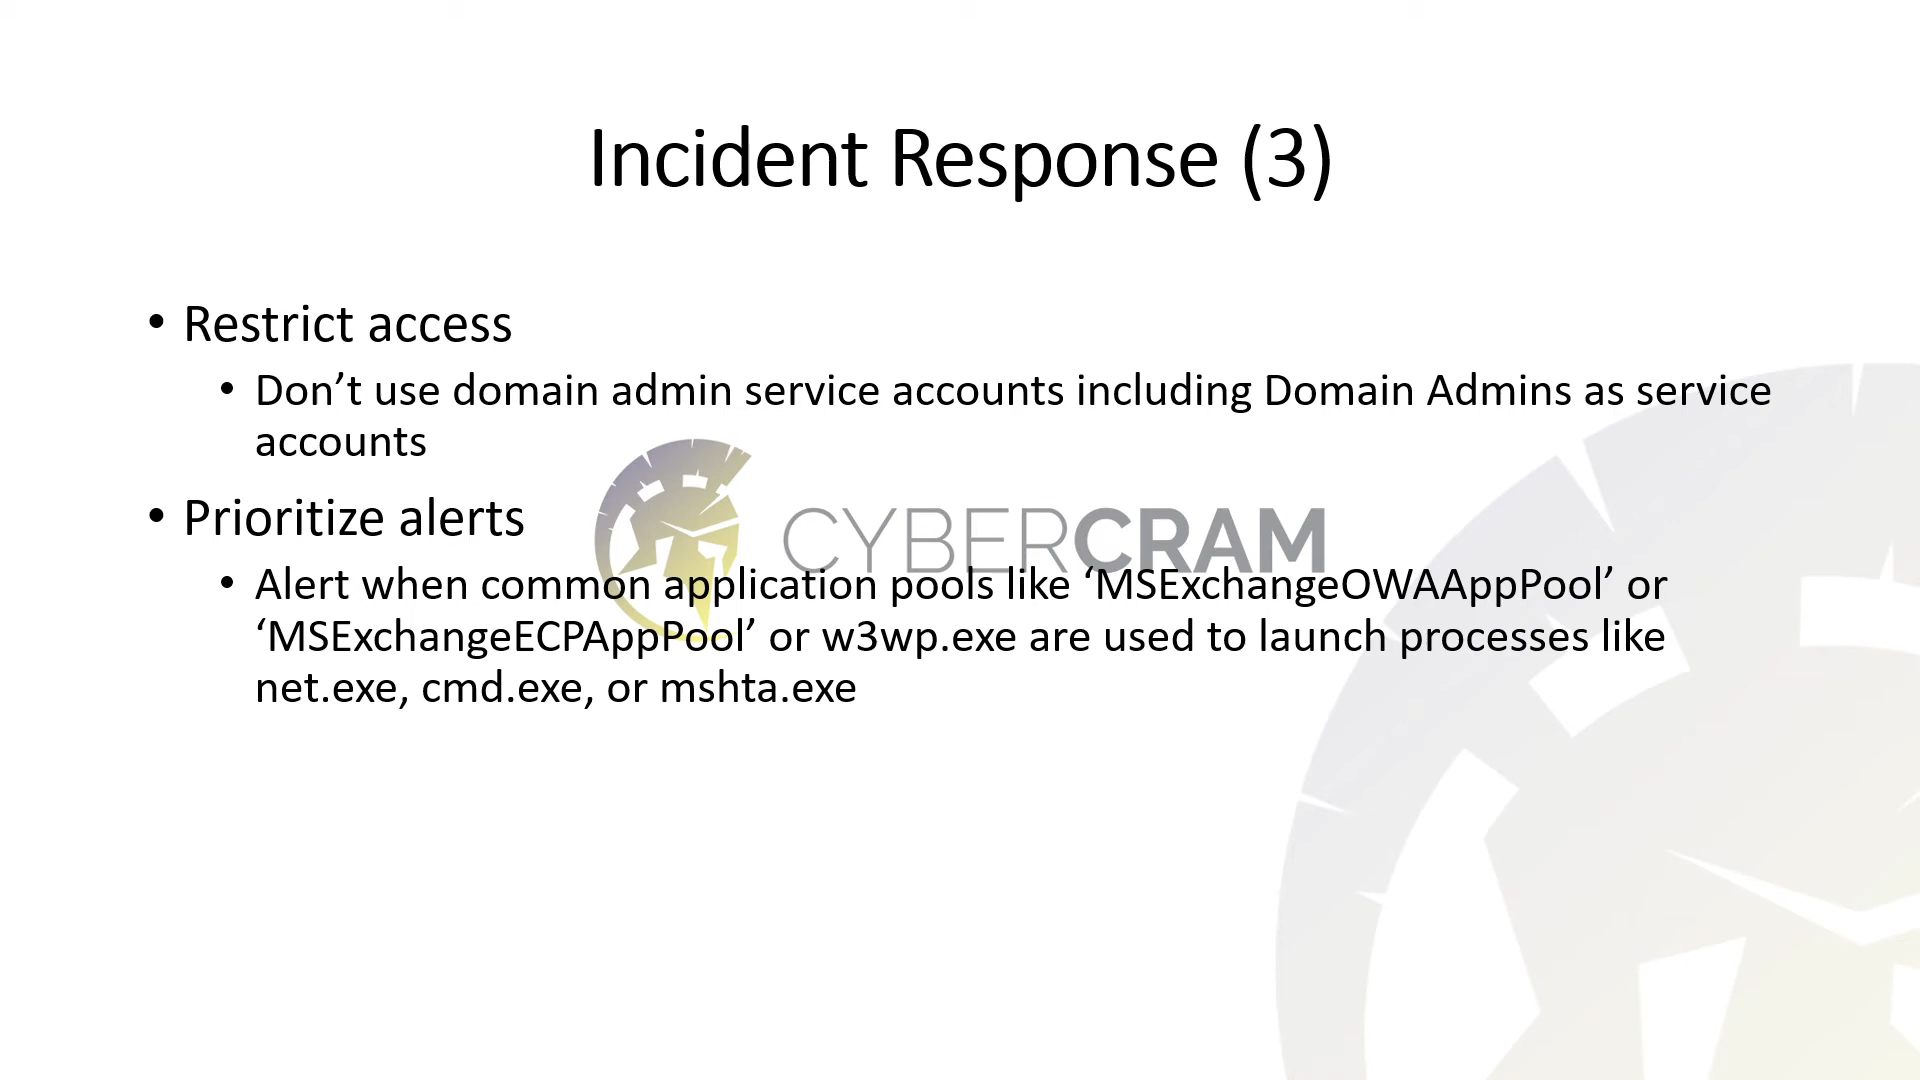 Incident Response (3)
• Restrict access
• Don’t use domain admin service accounts including Domain Admins as service
accounts
• Prioritize alerts
CYBERCRAM
• Alert when common application pools like ‘MSExchangeOWAAppPool’ or
‘MSExchangeECPAppPool’ or w3wp.exe are used to launch processes like
net.exe, cmd.exe, or mshta.exe